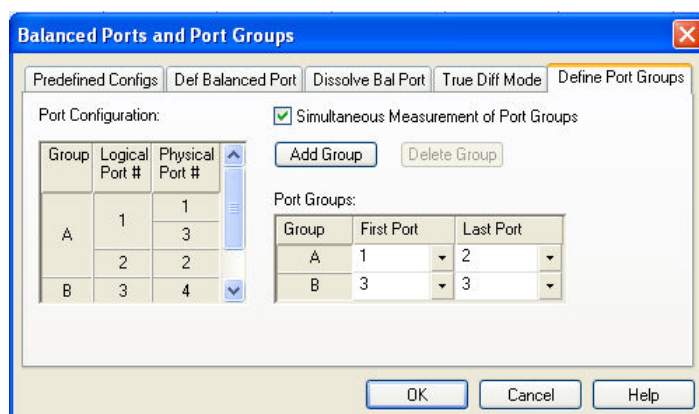 Balanced Ports and Port Groups
Predefined Configs Def Balanced Port Dissolve Bal Port True Diff Mode Define Port Groups
Port Configuration:
Simultaneous Measurement of Port Groups
Add Group Delete Group
Group Logical Port # Physical Port #
A 1 1
3
2 2
B 3 4
Port Groups:
Group First Port Last Port
A 1 2
B 3 3
OK Cancel Help